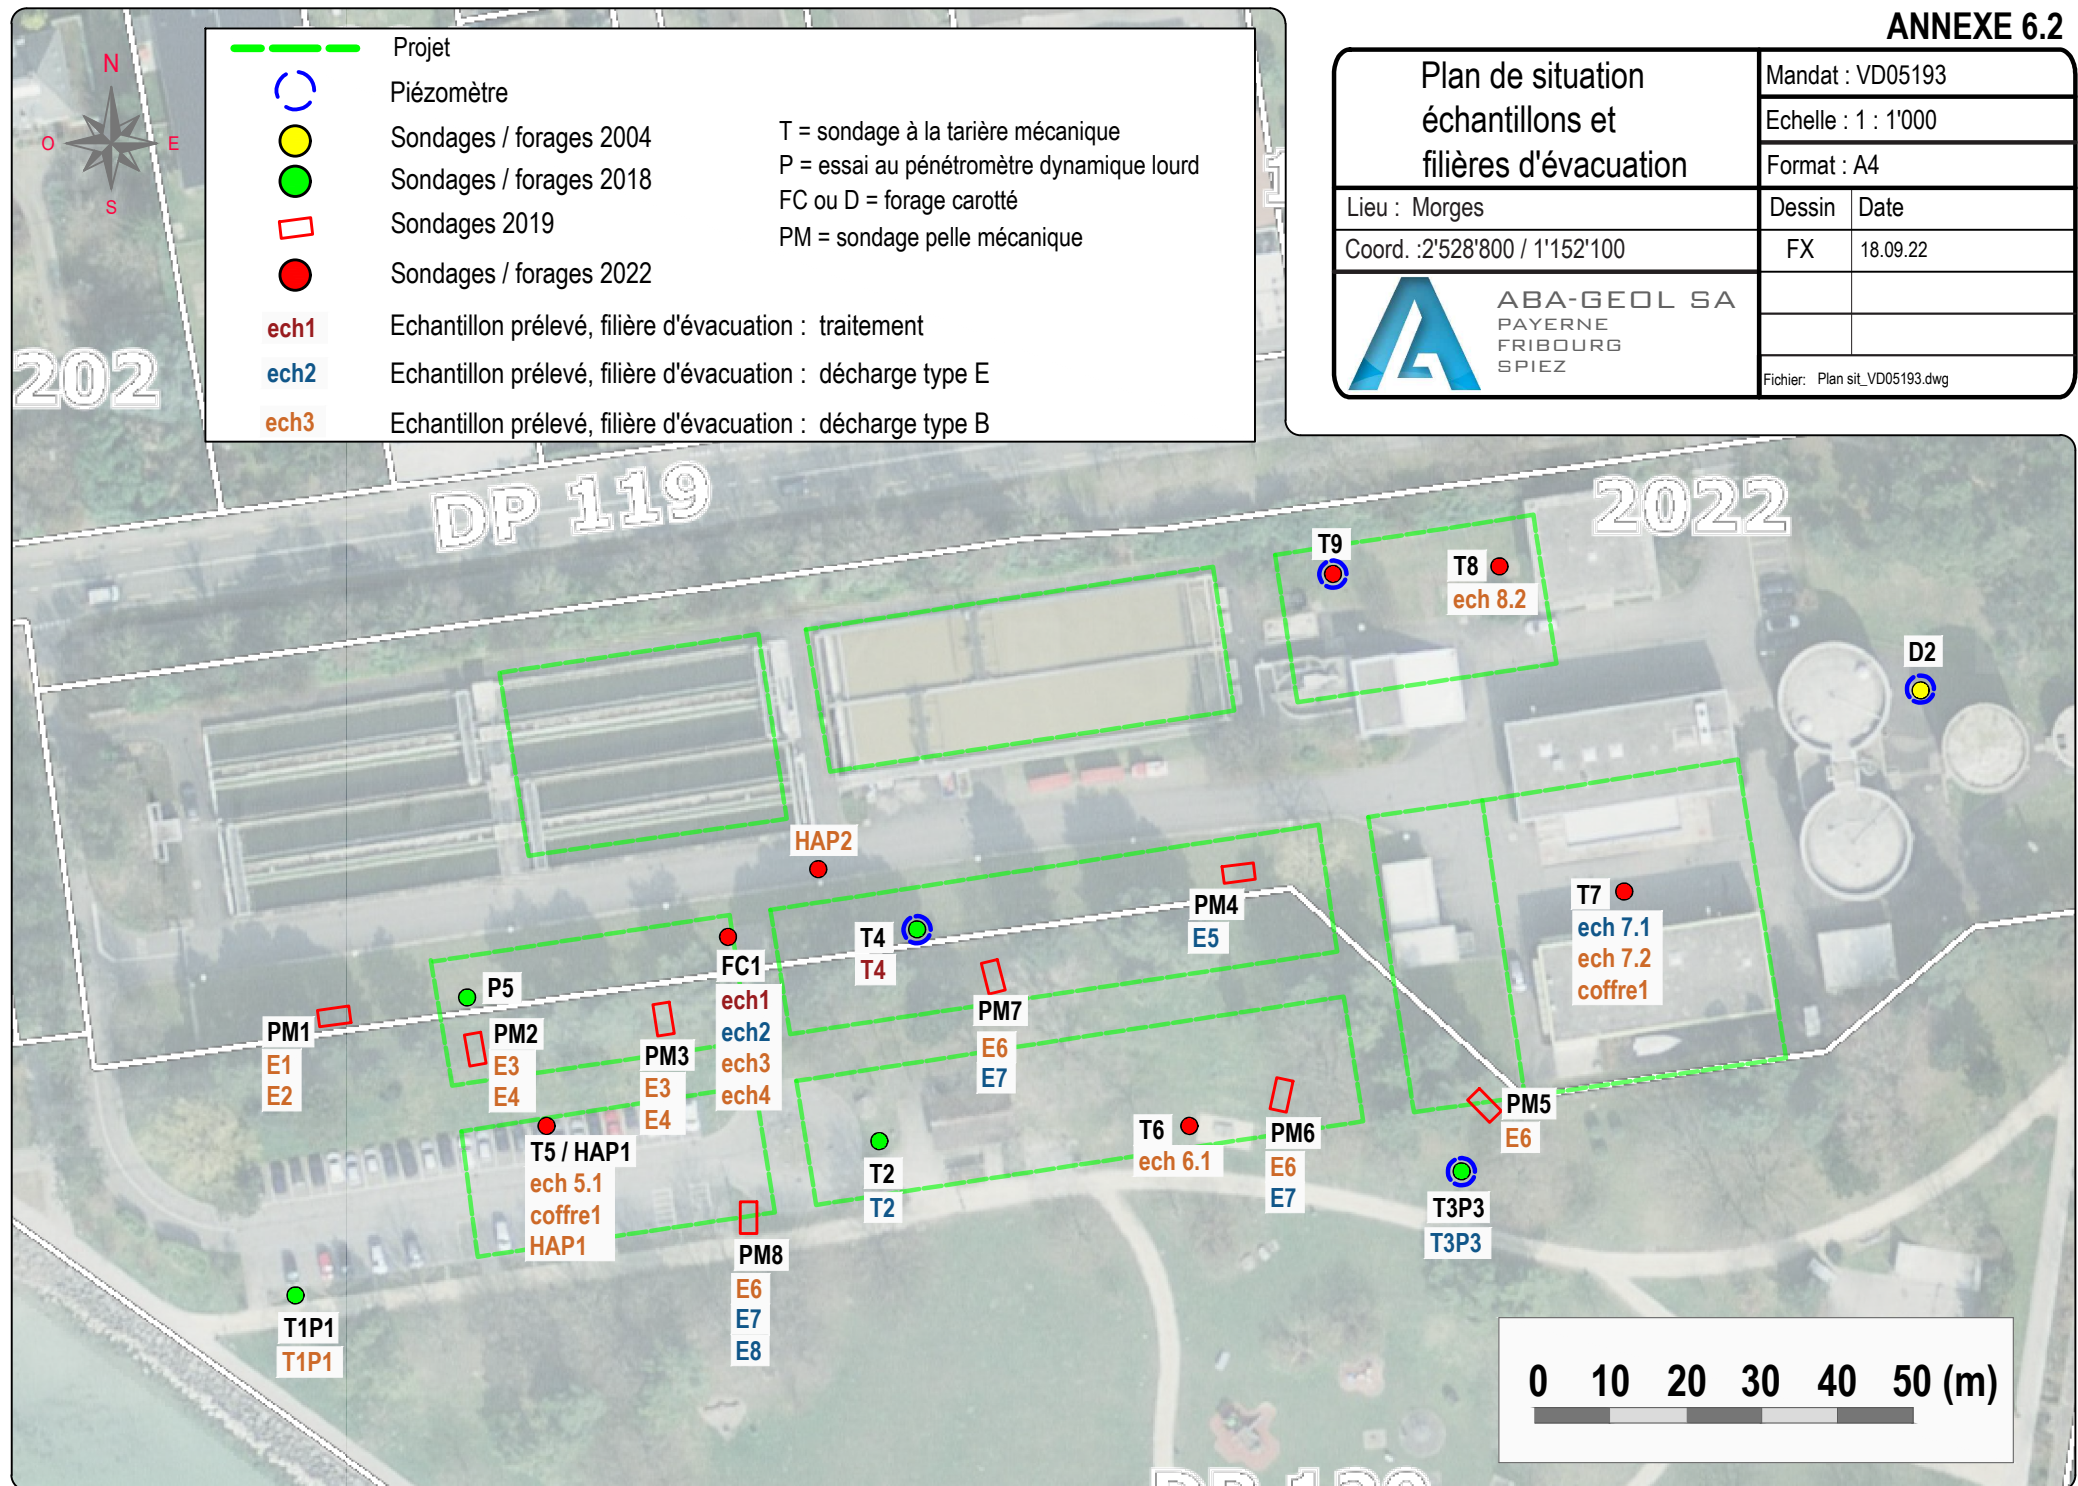 ANNEXE 6.2
Plan de situation
échantillons et
filières d'évacuation
Mandat : VD05193
Echelle : 1 : 1'000
Format : A4
Lieu : Morges
Dessin Date
Coord. :2'528'800 / 1'152'100
FX 18.09.22
ABA-GEOL SA
PAYERNE
FRIBOURG
SPIEZ
Fichier: Plan sit_VD05193.dwg
N
O E
S
Projet
Piézomètre
Sondages / forages 2004
Sondages / forages 2018
Sondages 2019
Sondages / forages 2022
T = sondage à la tarière mécanique
P = essai au pénétromètre dynamique lourd
FC ou D = forage carotté
PM = sondage pelle mécanique
ech1 Echantillon prélevé, filière d'évacuation : traitement
ech2 Echantillon prélevé, filière d'évacuation : décharge type E
ech3 Echantillon prélevé, filière d'évacuation : décharge type B
202
DP 119
2022
T9
T8
ech 8.2
D2
HAP2
PM4
E5
T7
ech 7.1
ech 7.2
coffre1
T4
T4
FC1
ech1
ech2
ech3
ech4
P5
PM1
E1
E2
PM2
E3
E4
PM3
E3
E4
PM7
E6
E7
PM5
E6
T5 / HAP1
ech 5.1
coffre1
HAP1
T2
T2
T6
ech 6.1
PM6
E6
E7
T3P3
T3P3
PM8
E6
E7
E8
T1P1
T1P1
0 10 20 30 40 50 (m)